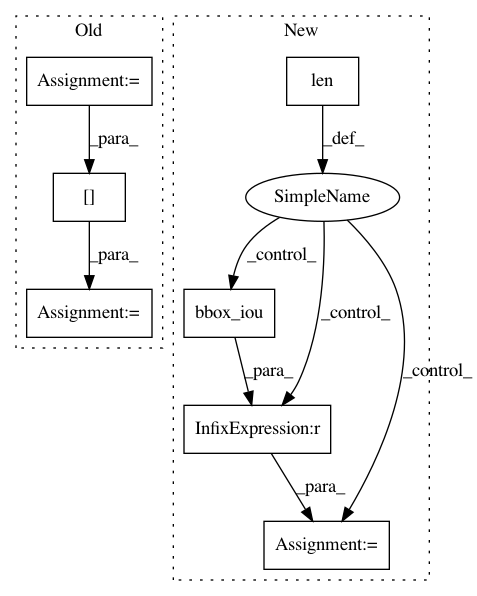 Old
New
Assignment:=
len
_para_
_def_
[]
SimpleName
_para_
_control_
Assignment:=
bbox_iou
_control_
_para_
_control_
InfixExpression:r
_para_
Assignment:=